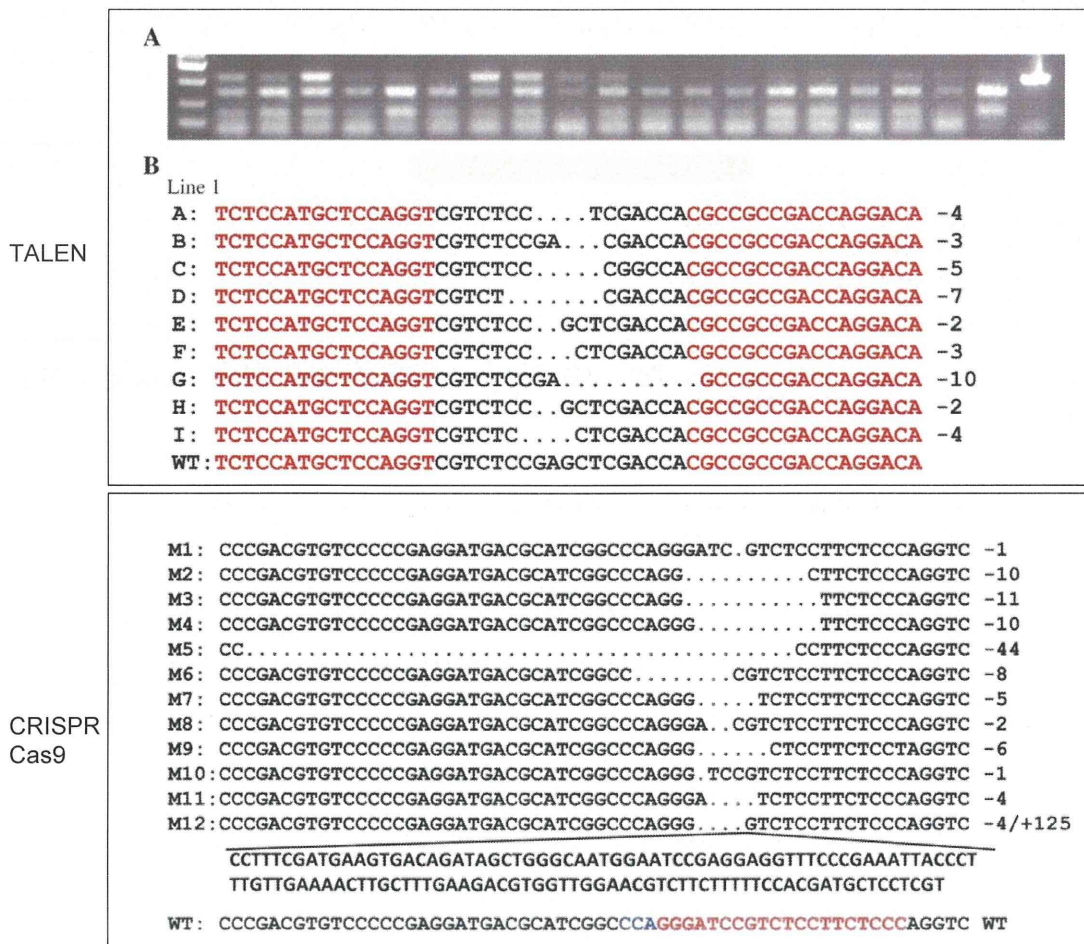 A
B
Line 1
TALEN
A: TCTCCATGCTCCAGGTCGTCTCC....TCGACCACGCCGCCGACCAGGACA -4
B: TCTCCATGCTCCAGGTCGTCTCCGA...CGACCACGCCGCCGACCAGGACA -3
C: TCTCCATGCTCCAGGTCGTCTCC.....CGGCCACGCCGCCGACCAGGACA -5
D: TCTCCATGCTCCAGGTCGTCT.......CGACCACGCCGCCGACCAGGACA -7
E: TCTCCATGCTCCAGGTCGTCTCC..GCTCGACCACGCCGCCGACCAGGACA -2
F: TCTCCATGCTCCAGGTCGTCTCC...CTCGACCACGCCGCCGACCAGGACA -3
G: TCTCCATGCTCCAGGTCGTCTCCGA..........GCCGCCGACCAGGACA -10
H: TCTCCATGCTCCAGGTCGTCTCC..GCTCGACCACGCCGCCGACCAGGACA -2
I: TCTCCATGCTCCAGGTCGTCTC....CTCGACCACGCCGCCGACCAGGACA -4
WT: TCTCCATGCTCCAGGTCGTCTCCGAGCTCGACCACGCCGCCGACCAGGACA
CRISPR
Cas9
M1: CCCGACGTGTCCCCCGAGGATGACGCATCGGCCCAGGGATC.GTCTCCTTCTCCCAGGTC -1
M2: CCCGACGTGTCCCCCGAGGATGACGCATCGGCCCAGG..........CTTCTCCCAGGTC -10
M3: CCCGACGTGTCCCCCGAGGATGACGCATCGGCCCAGG...........TTCTCCCAGGTC -11
M4: CCCGACGTGTCCCCCGAGGATGACGCATCGGCCCAGGG..........TTCTCCCAGGTC -10
M5: CC............................................CCTTCTCCCAGGTC -44
M6: CCCGACGTGTCCCCCGAGGATGACGCATCGGCC........CGTCTCCTTCTCCCAGGTC -8
M7: CCCGACGTGTCCCCCGAGGATGACGCATCGGCCCAGGG.....TCTCCTTCTCCCAGGTC -5
M8: CCCGACGTGTCCCCCGAGGATGACGCATCGGCCCAGGGA..CGTCTCCTTCTCCCAGGTC -2
M9: CCCGACGTGTCCCCCGAGGATGACGCATCGGCCCAGGG......CTCCTTCTCCTAGGTC -6
M10: CCCGACGTGTCCCCCGAGGATGACGCATCGGCCCAGGG.TCCGTCTCCTTCTCCCAGGTC -1
M11: CCCGACGTGTCCCCCGAGGATGACGCATCGGCCCAGGGA....TCTCCTTCTCCCAGGTC -4
M12: CCCGACGTGTCCCCCGAGGATGACGCATCGGCCCAGGG....GTCTCCTTCTCCCAGGTC -4/+125
CCTTTCGATGAAGTGACAGATAGCTGGGCAATGGAATCCGAGGAGGTTTCCCGAAATTACCCT
TTGTTGAAAACTTGCTTTGAAGACGTGGTTGGAACGTCTTCTTTTTCCACGATGCTCCTCGT
WT: CCCGACGTGTCCCCCGAGGATGACGCATCGGCCCAGGGATCCGTCTCCTTCTCCCAGGTC WT